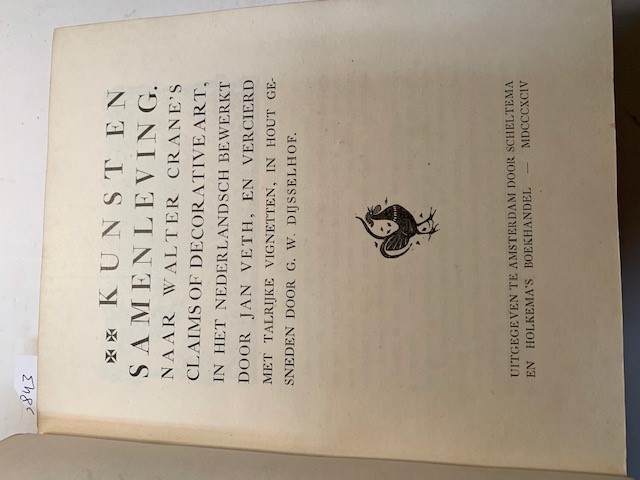 ✠✠ KUNST EN
SAMENLEVING.
NAAR WALTER CRANE'S
CLAIMS OF DECORATIVE ART,
IN HET NEDERLANDSCH BEWERKT
DOOR JAN VETH, EN VERCIERD
MET TALRIJKE VIGNETTEN, IN HOUT GE-
SNEDEN DOOR G. W. DIJSSELHOF.
UITGEGEVEN TE AMSTERDAM DOOR SCHELTEMA
EN HOLKEMA'S BOEKHANDEL — MDCCCXCIV